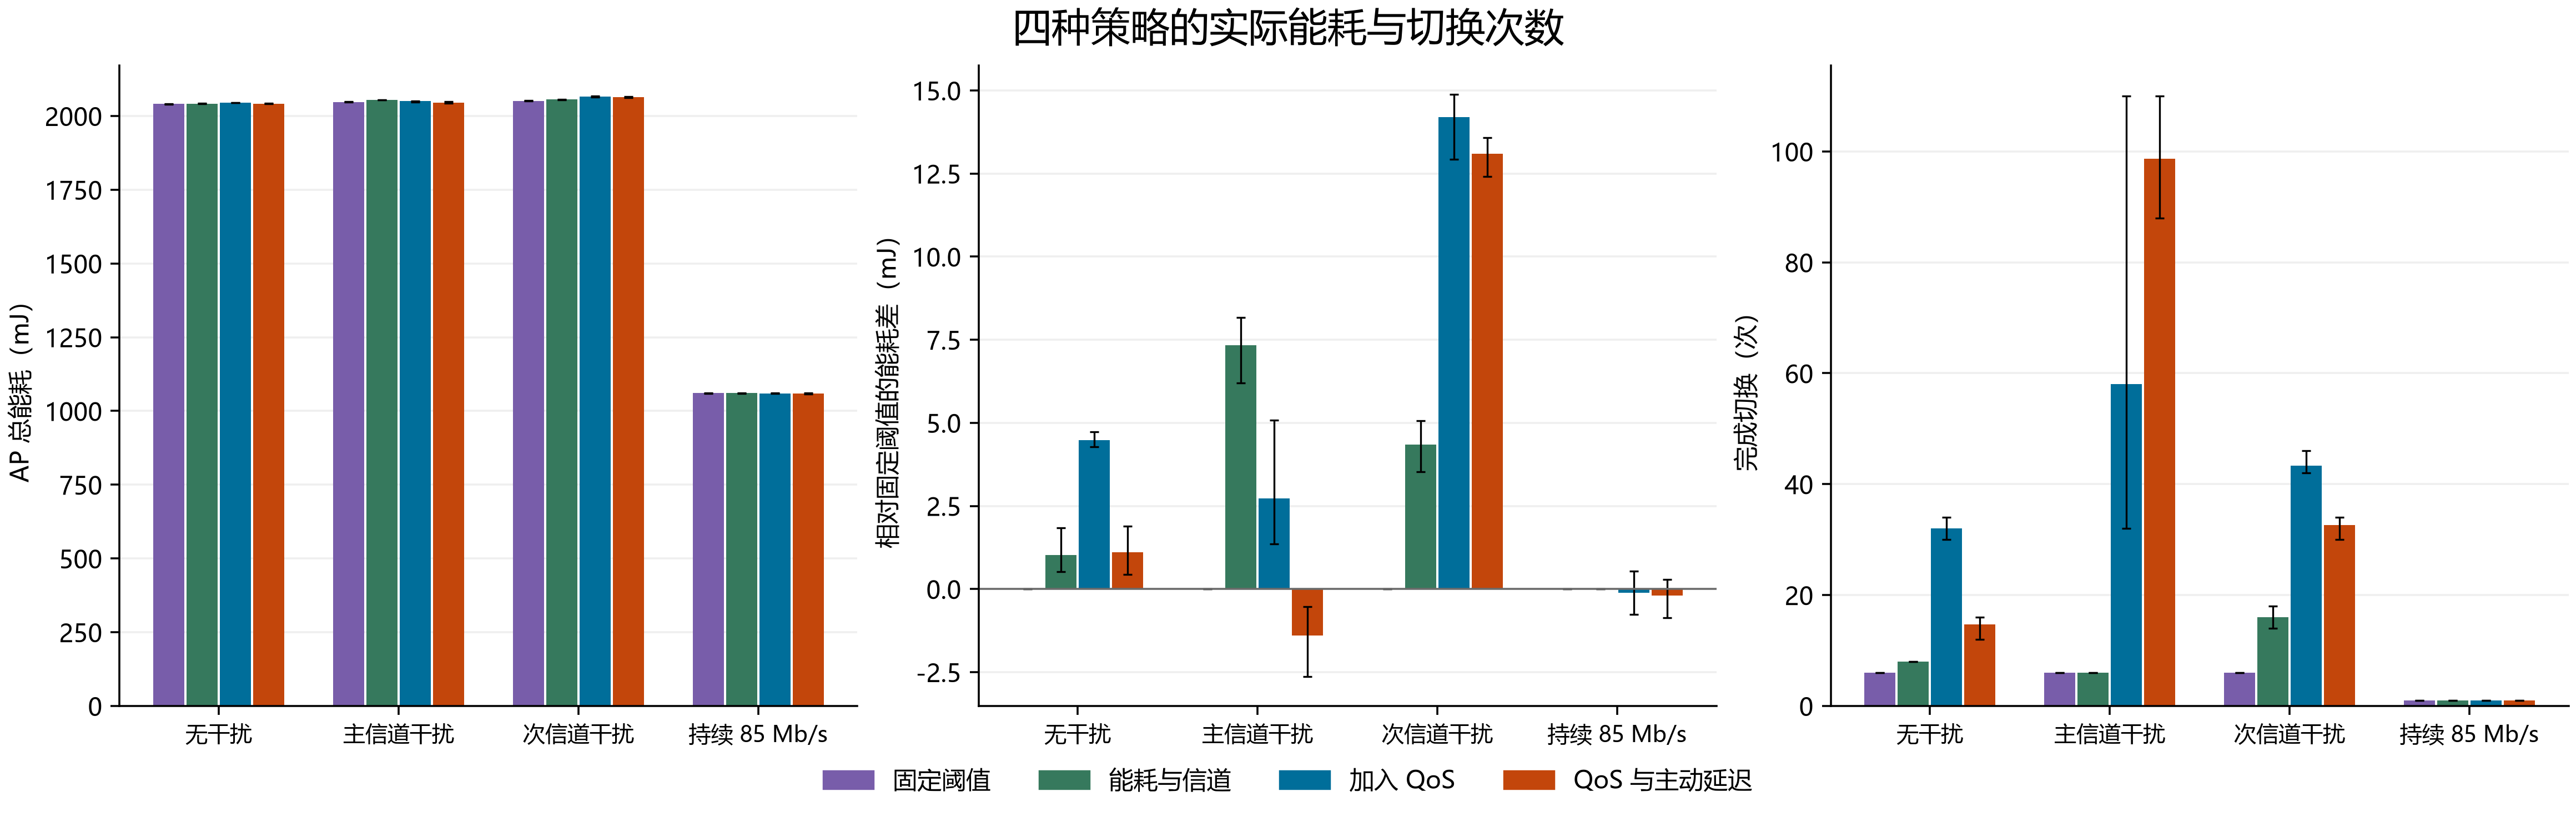 四种策略的实际能耗与切换次数
AP 总能耗（mJ）
2000
1750
1500
1250
1000
750
500
250
0
无干扰
主信道干扰
次信道干扰
持续 85 Mb/s
相对固定阈值的能耗差（mJ）
15.0
12.5
10.0
7.5
5.0
2.5
0.0
-2.5
无干扰
主信道干扰
次信道干扰
持续 85 Mb/s
完成切换（次）
100
80
60
40
20
0
无干扰
主信道干扰
次信道干扰
持续 85 Mb/s
固定阈值
能耗与信道
加入 QoS
QoS 与主动延迟